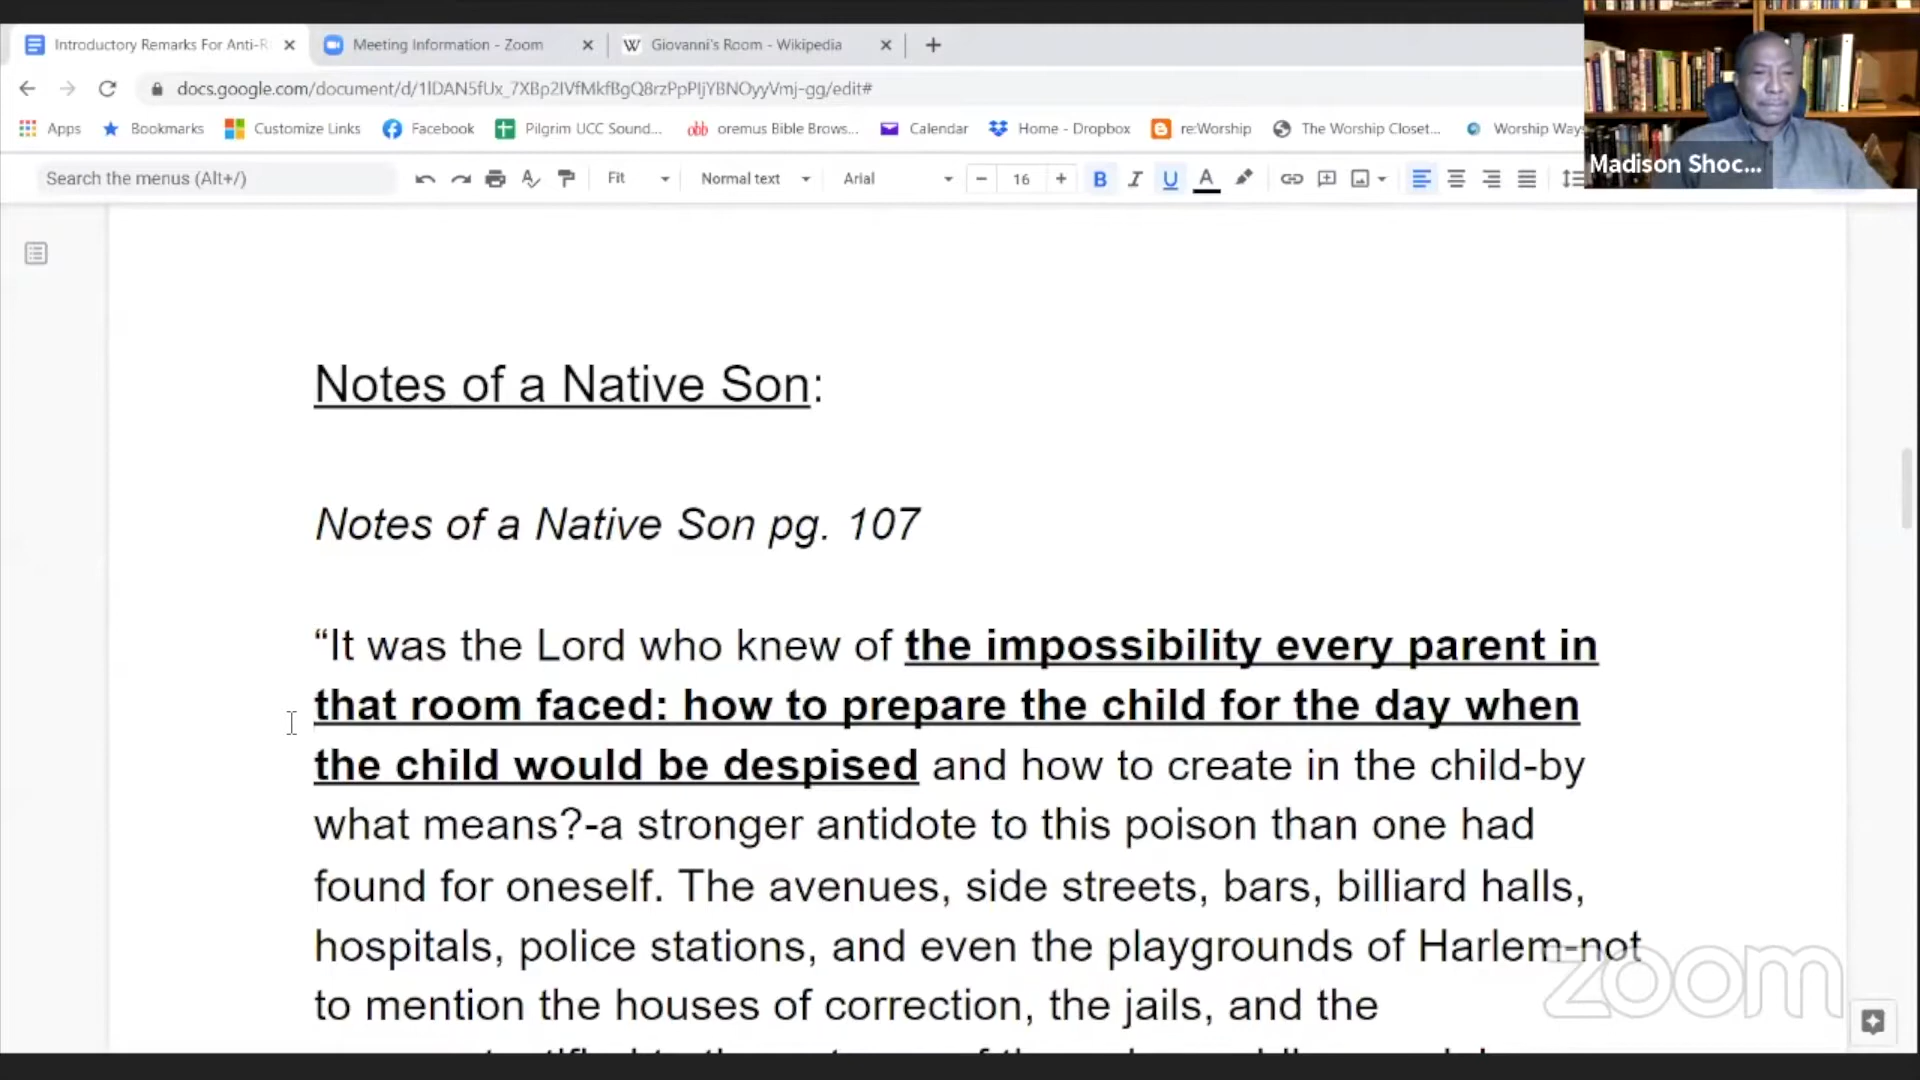 Introductory Remarks For Anti-R
Meeting Information - Zoom
W Giovanni's Room - Wikipedia
docs.google.com/document/d/1lDAN5fUx_7XBp2IVfMkfBgQ8rzPpPIjYBNOyyVmj-gg/edit#
Apps Bookmarks Customize Links Facebook Pilgrim UCC Sound... obb oremus Bible Brows... Calendar Home - Dropbox re:Worship The Worship Closet... Worship Ways
Madison Shoc...
Search the menus (Alt+/) Fit Normal text Arial - 16 + B I U A
Notes of a Native Son:
Notes of a Native Son pg. 107
“It was the Lord who knew of the impossibility every parent in
that room faced: how to prepare the child for the day when
the child would be despised and how to create in the child-by
what means?-a stronger antidote to this poison than one had
found for oneself. The avenues, side streets, bars, billiard halls,
hospitals, police stations, and even the playgrounds of Harlem-not
to mention the houses of correction, the jails, and the
zoom